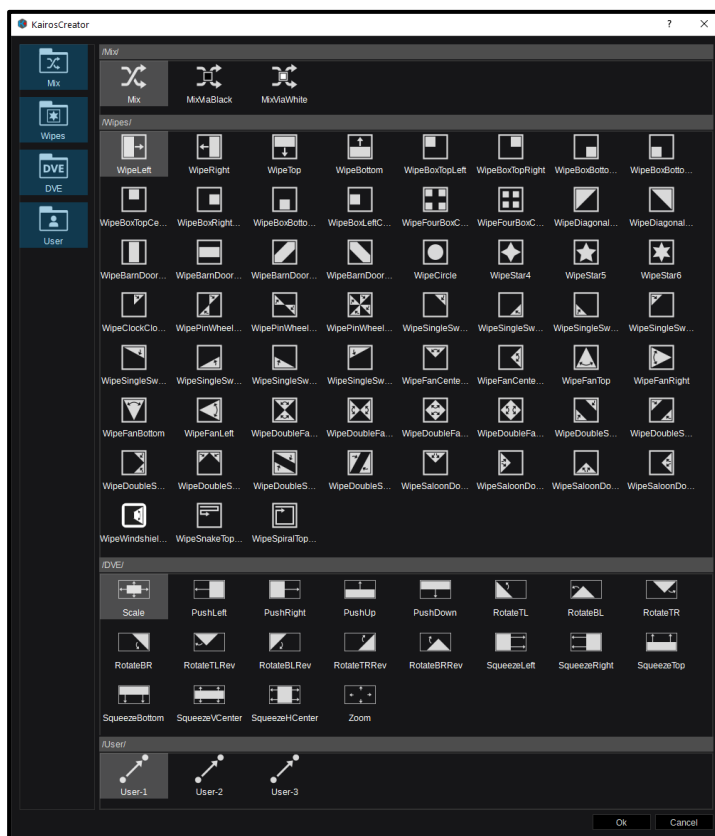 KairosCreator
Mix
Wipes
DVE
DVE
User
/Mix/
Mix MixViaBlack MixViaWhite
/Wipes/
WipeLeft WipeRight WipeTop WipeBottom WipeBoxTopLeft WipeBoxTopRight WipeBoxBotto... WipeBoxBotto...
WipeBoxTopCe... WipeBoxRight... WipeBoxBotto... WipeBoxLeftC... WipeFourBoxC... WipeFourBoxC... WipeDiagonal... WipeDiagonal...
WipeBarnDoor... WipeBarnDoor... WipeBarnDoor... WipeBarnDoor... WipeCircle WipeStar4 WipeStar5 WipeStar6
WipeClockClo... WipePinWheel... WipePinWheel... WipePinWheel... WipeSingleSw... WipeSingleSw... WipeSingleSw... WipeSingleSw...
WipeSingleSw... WipeSingleSw... WipeSingleSw... WipeSingleSw... WipeFanCente... WipeFanCente... WipeFanTop WipeFanRight
WipeFanBottom WipeFanLeft WipeDoubleFa... WipeDoubleFa... WipeDoubleFa... WipeDoubleFa... WipeDoubleS... WipeDoubleS...
WipeDoubleS... WipeDoubleS... WipeDoubleS... WipeDoubleS... WipeSaloonDo... WipeSaloonDo... WipeSaloonDo... WipeSaloonDo...
WipeWindshiel... WipeSnakeTop... WipeSpiralTop...
/DVE/
Scale PushLeft PushRight PushUp PushDown RotateTL RotateBL RotateTR
RotateBR RotateTLRev RotateBLRev RotateTRRev RotateBRRev SqueezeLeft SqueezeRight SqueezeTop
SqueezeBottom SqueezeVCenter SqueezeHCenter Zoom
/User/
User-1 User-2 User-3
Ok Cancel